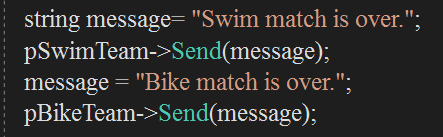 string message= "Swim match is over.";
pSwimTeam->Send(message);
message = "Bike match is over.";
pBikeTeam->Send(message);